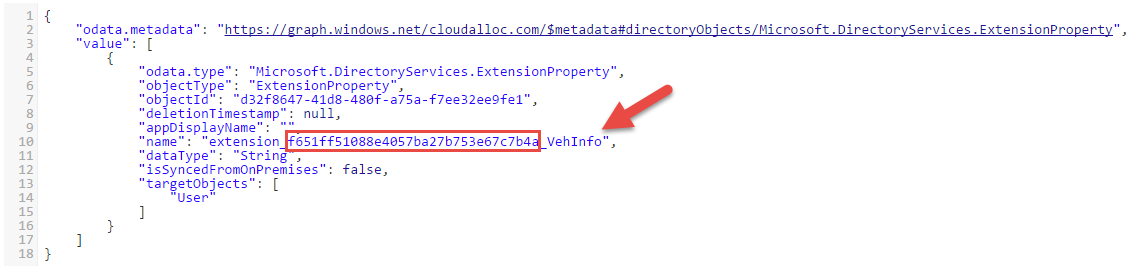 1 {
2 "odata.metadata": "https://graph.windows.net/cloudalloc.com/$metadata#directoryObjects/Microsoft.DirectoryServices.ExtensionProperty",
3 "value": [
4 {
5 "odata.type": "Microsoft.DirectoryServices.ExtensionProperty",
6 "objectType": "ExtensionProperty",
7 "objectId": "d32f8647-41d8-480f-a75a-f7ee32ee9fe1",
8 "deletionTimestamp": null,
9 "appDisplayName": "",
10 "name": "extension_f651ff51088e4057ba27b753e67c7b4a_VehInfo",
11 "dataType": "String",
12 "isSyncedFromOnPremises": false,
13 "targetObjects": [
14 "User"
15 ]
16 }
17 ]
18 }